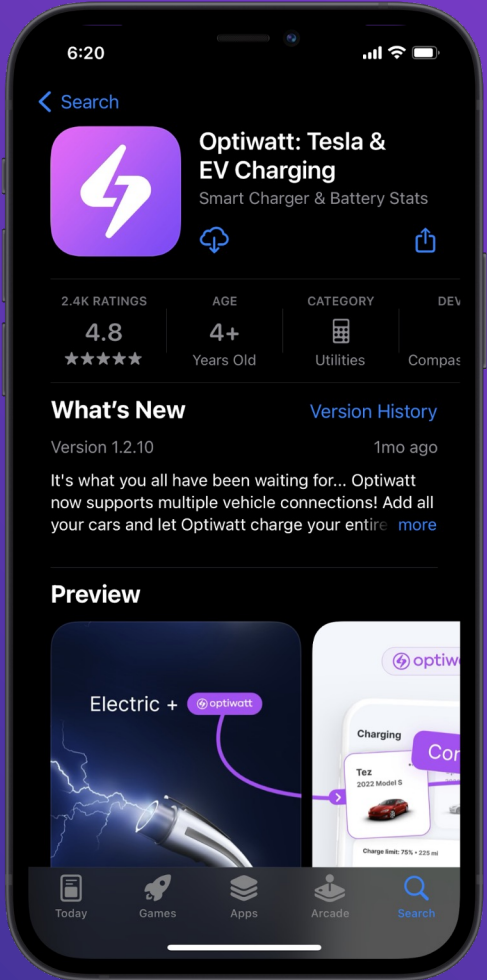 6:20
Search
Optiwatt: Tesla &
EV Charging
Smart Charger & Battery Stats
2.4K RATINGS
AGE
CATEGORY
4.8
4+
Years Old
Utilities
What's New
Version History
Version 1.2.10
1mo ago
It's what you all have been waiting for... Optiwatt
now supports multiple vehicle connections! Add all
your cars and let Optiwatt charge your entire more
Preview
Electric + optiwatt
Charging
Tez
2022 Model S
Charge limit: 75% • 225 mi
Today
Games
Apps
Arcade
Search